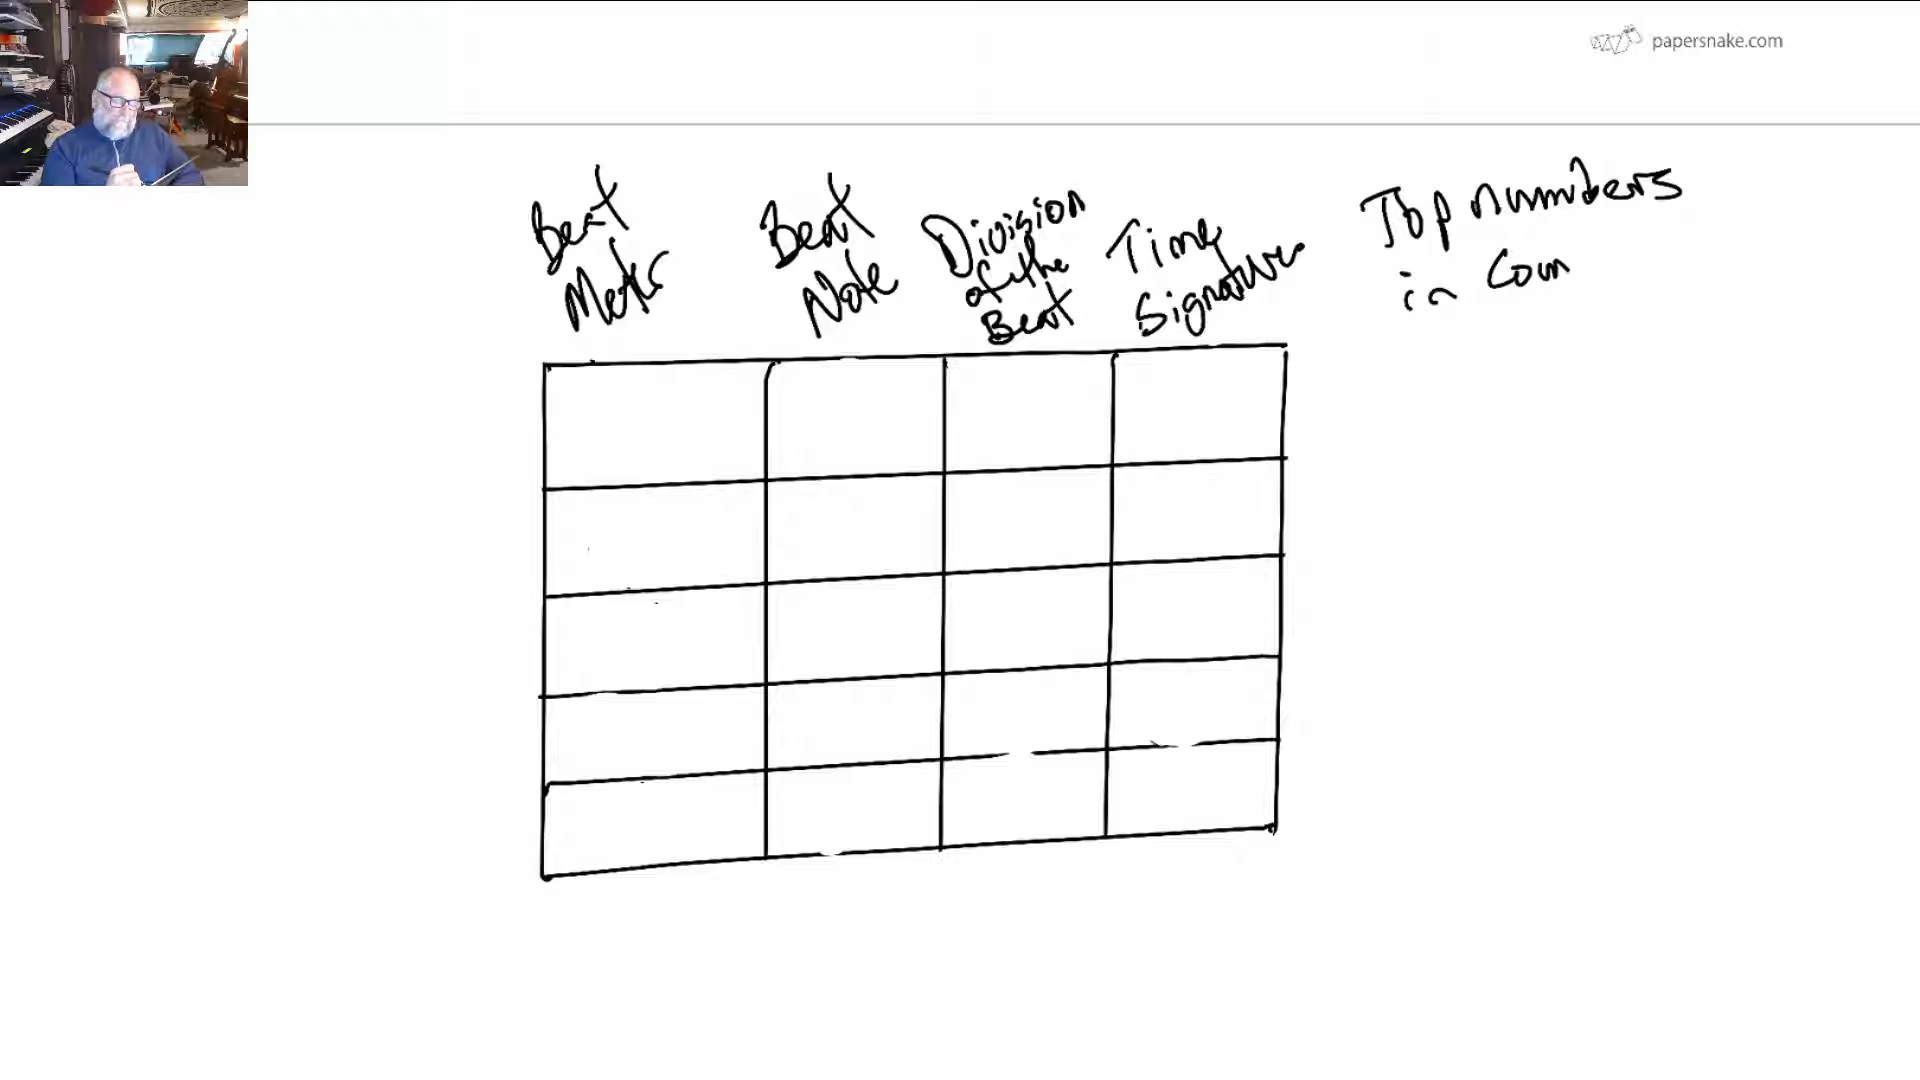 papersnake.com
Beat
Meter
Beat
Note
Division
of the
Beat
Time
Signature
Top numbers
in Com